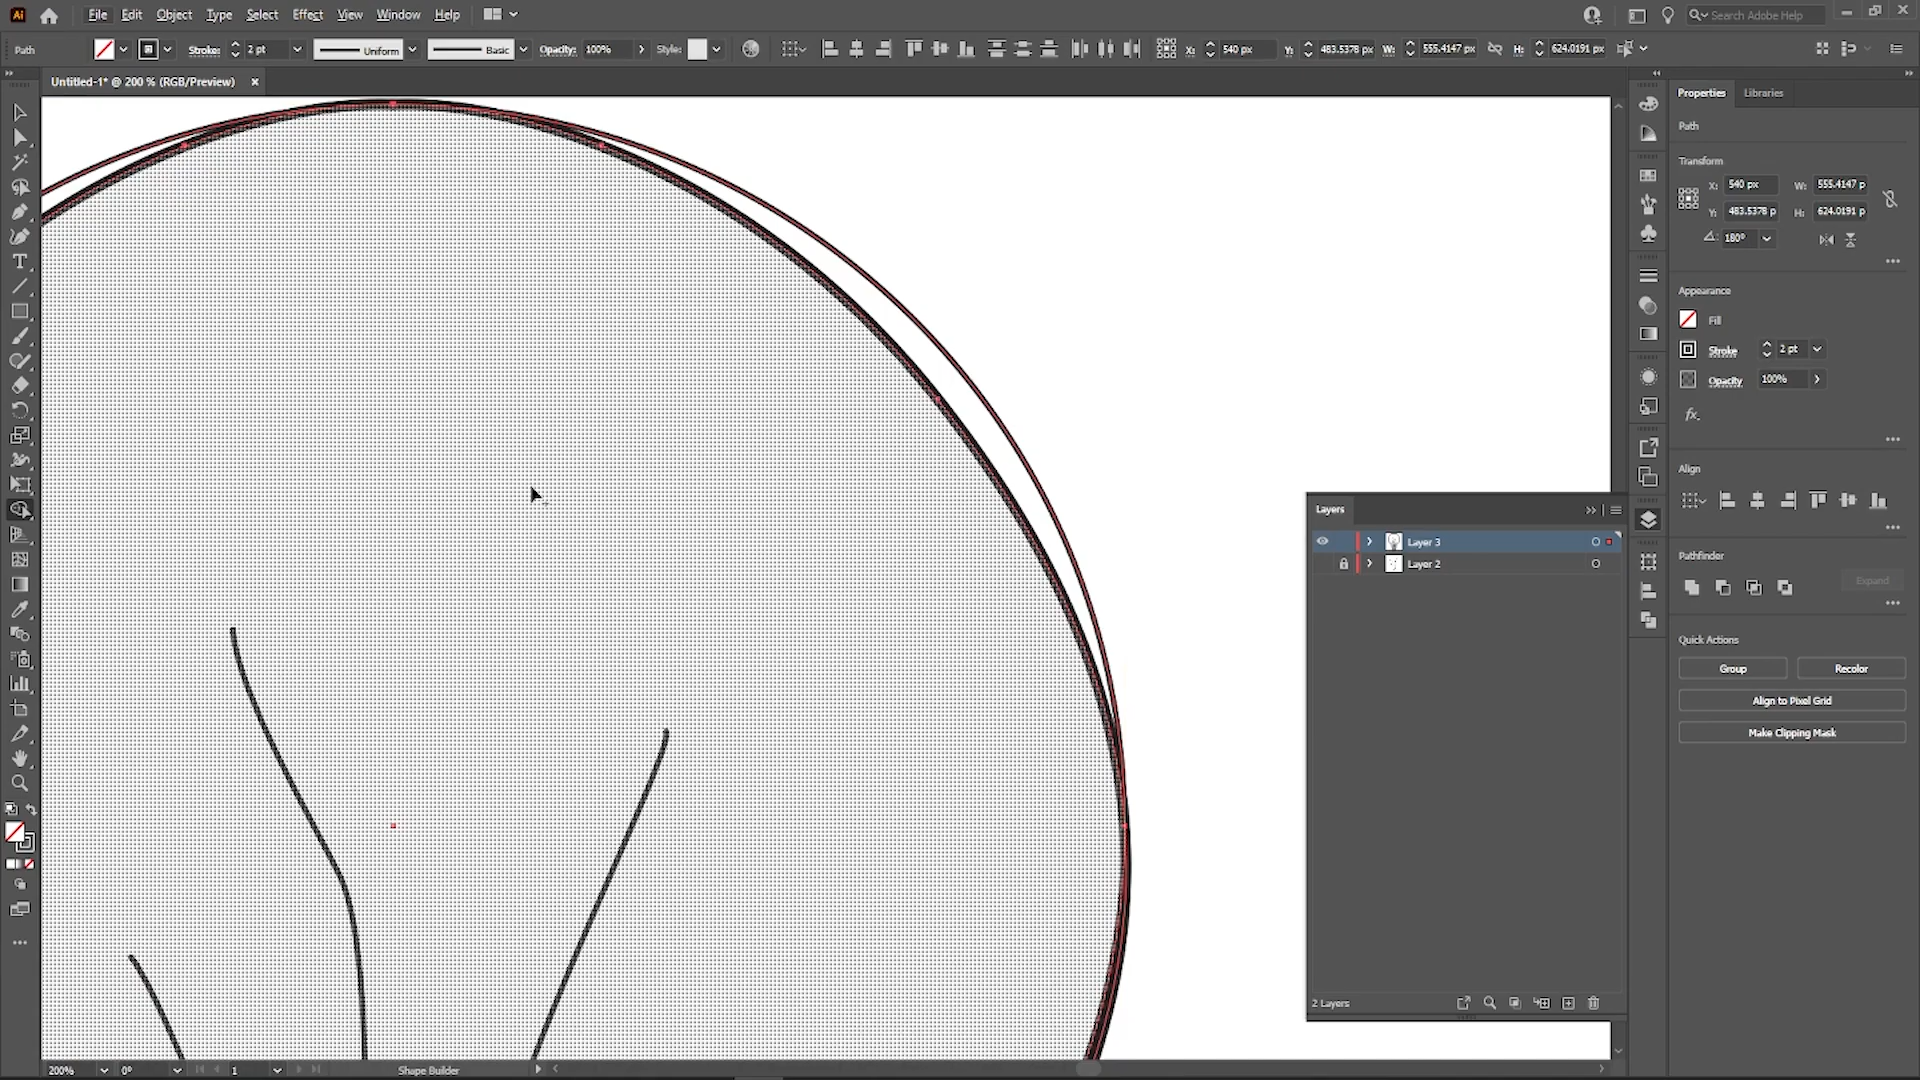 Ai File Edit Object Type Select Effect View Window Help Search Adobe Help
Path Stroke: 2 pt Uniform Basic Opacity: 100% Style: X: 540 px Y: 483.5378 px W: 555.4147 px H: 624.0191 px
Untitled-1* @ 200 % (RGB/Preview)
Properties Libraries
Path
Transform
X: 540 px W: 555.4147 p
Y: 483.5378 p H: 624.0191 p
180°
Appearance
Fill
Stroke 2 pt
Opacity 100%
fx.
Align
Layers
Layer 3
Layer 2
2 Layers
Pathfinder
Expand
Quick Actions
Group Recolor
Align to Pixel Grid
Make Clipping Mask
200% 0° 1 Shape Builder